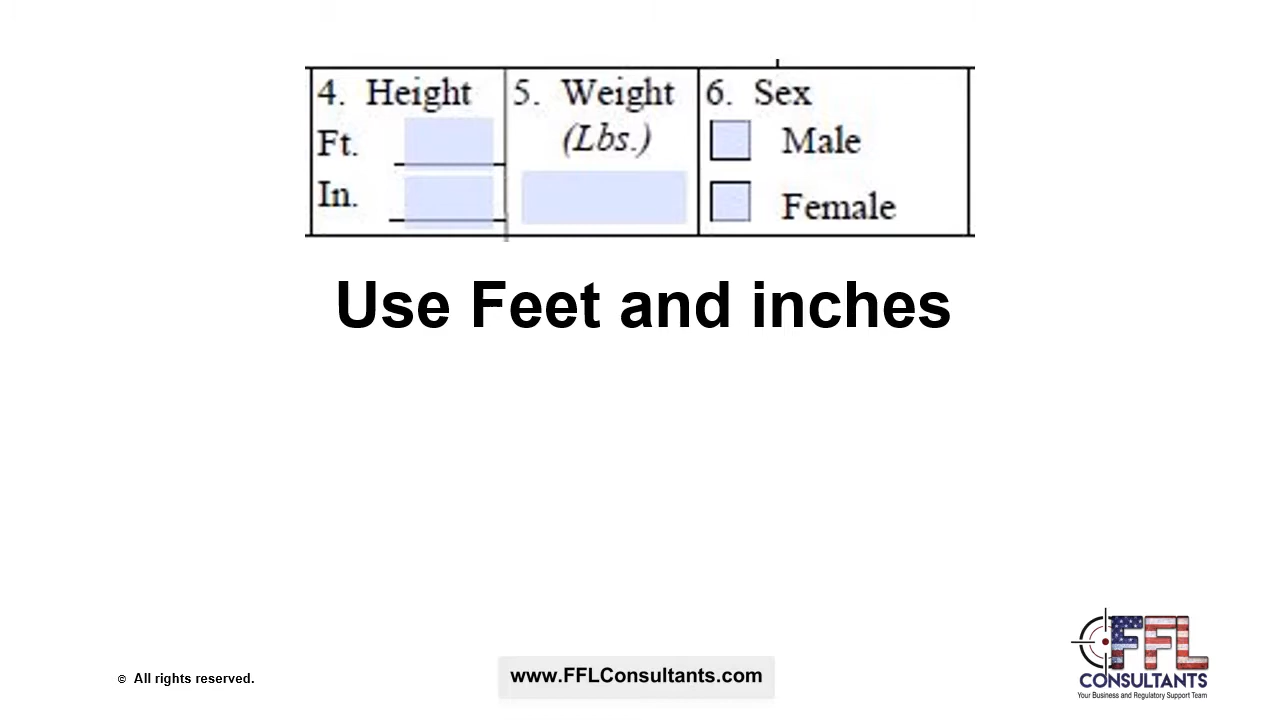 4. Height
Ft.
In.
5. Weight
(Lbs.)
6. Sex
Male
Female
Use Feet and inches
© All rights reserved.
www.FFLConsultants.com
FFL
CONSULTANTS
Your Business and Regulatory Support Team